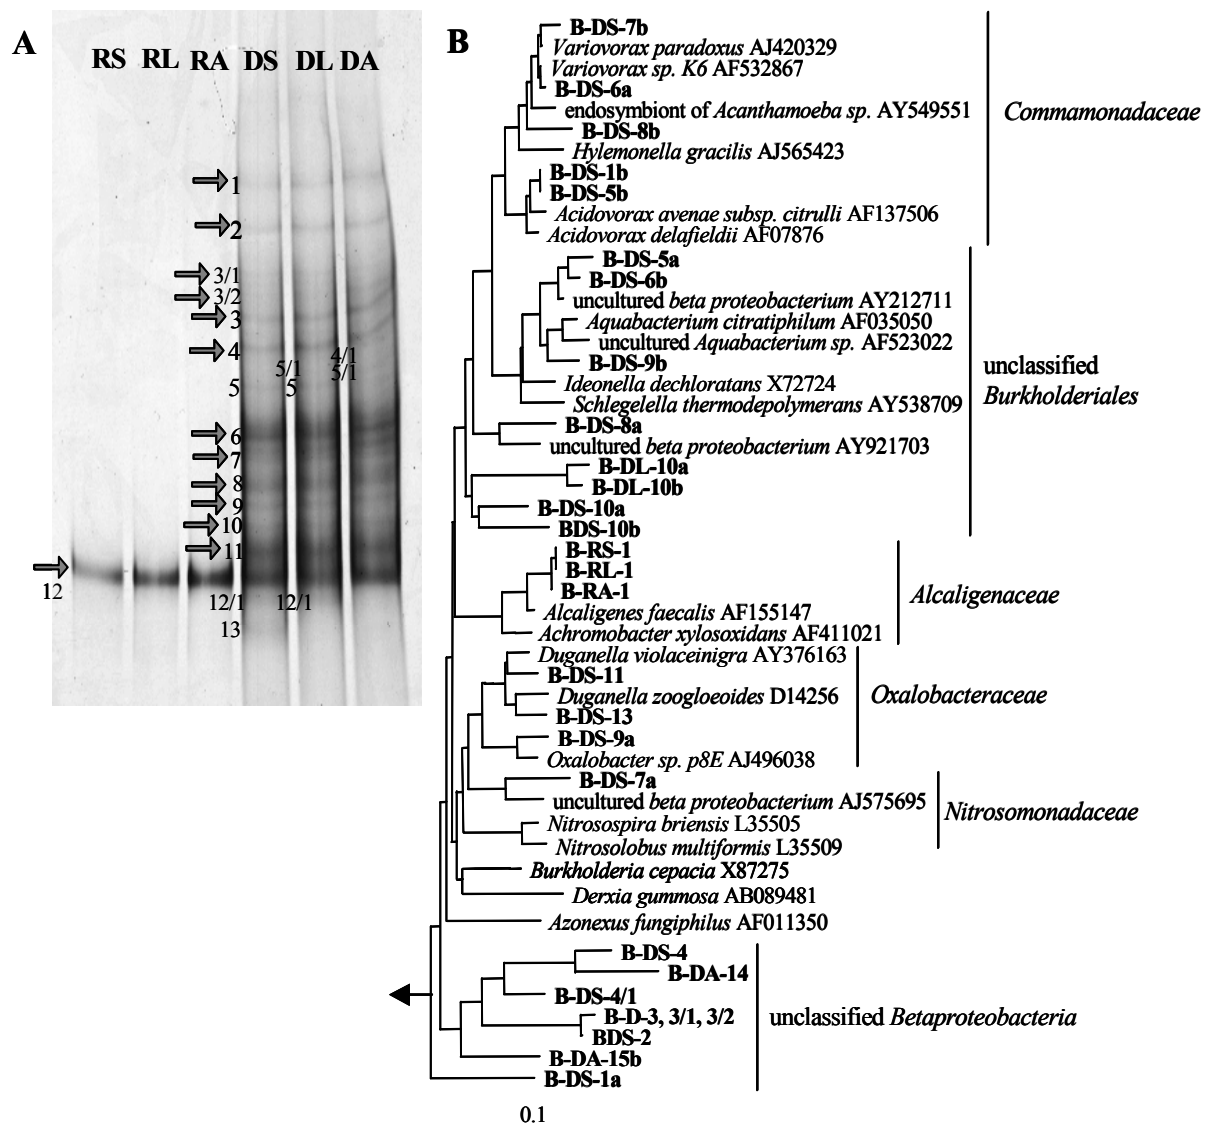 A
RS RL RA DS DL DA
1
2
3/1
3/2
3
4
4/1
5/1
5/1
5
5
6
7
8
9
10
11
12
12/1
12/1
13
B
B-DS-7b
Variovorax paradoxus AJ420329
Variovorax sp. K6 AF532867
B-DS-6a
endosymbiont of Acanthamoeba sp. AY549551
B-DS-8b
Hylemonella gracilis AJ565423
B-DS-1b
B-DS-5b
Acidovorax avenae subsp. citrulli AF137506
Acidovorax delafieldii AF07876
Commamonadaceae
B-DS-5a
B-DS-6b
uncultured beta proteobacterium AY212711
Aquabacterium citratiphilum AF035050
uncultured Aquabacterium sp. AF523022
B-DS-9b
Ideonella dechloratans X72724
Schlegelella thermodepolymerans AY538709
B-DS-8a
uncultured beta proteobacterium AY921703
B-DL-10a
B-DL-10b
B-DS-10a
BDS-10b
unclassified
Burkholderiales
B-RS-1
B-RL-1
B-RA-1
Alcaligenes faecalis AF155147
Achromobacter xylosoxidans AF411021
Alcaligenaceae
Duganella violaceinigra AY376163
B-DS-11
Duganella zoogloeoides D14256
B-DS-13
B-DS-9a
Oxalobacter sp. p8E AJ496038
Oxalobacteraceae
B-DS-7a
uncultured beta proteobacterium AJ575695
Nitrosospira briensis L35505
Nitrosolobus multiformis L35509
Nitrosomonadaceae
Burkholderia cepacia X87275
Derxia gummosa AB089481
Azonexus fungiphilus AF011350
B-DS-4
B-DA-14
B-DS-4/1
B-D-3, 3/1, 3/2
BDS-2
B-DA-15b
B-DS-1a
unclassified Betaproteobacteria
0.1